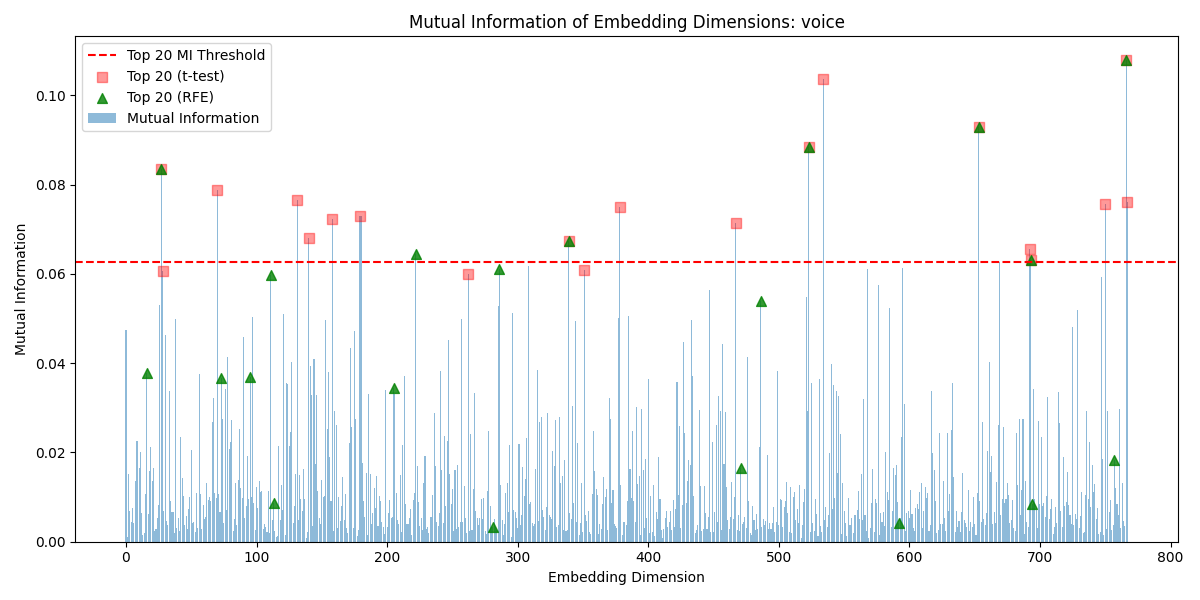 Mutual Information of Embedding Dimensions: voice
Top 20 MI Threshold
Top 20 (t-test)
Top 20 (RFE)
Mutual Information
0.10
0.08
0.06
0.04
0.02
0.00
Mutual Information
0
100
200
300
400
500
600
700
800
Embedding Dimension